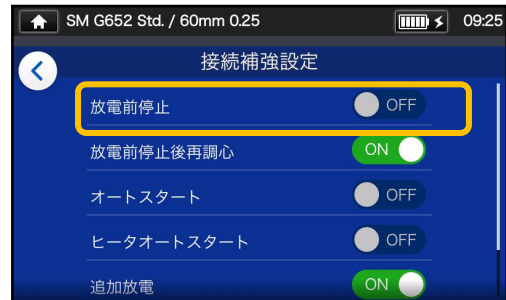 SM G652 Std. / 60mm 0.25 09:25
接続補強設定
放電前停止 OFF
放電前停止後再調心 ON
オートスタート OFF
ヒータオートスタート OFF
追加放電 ON